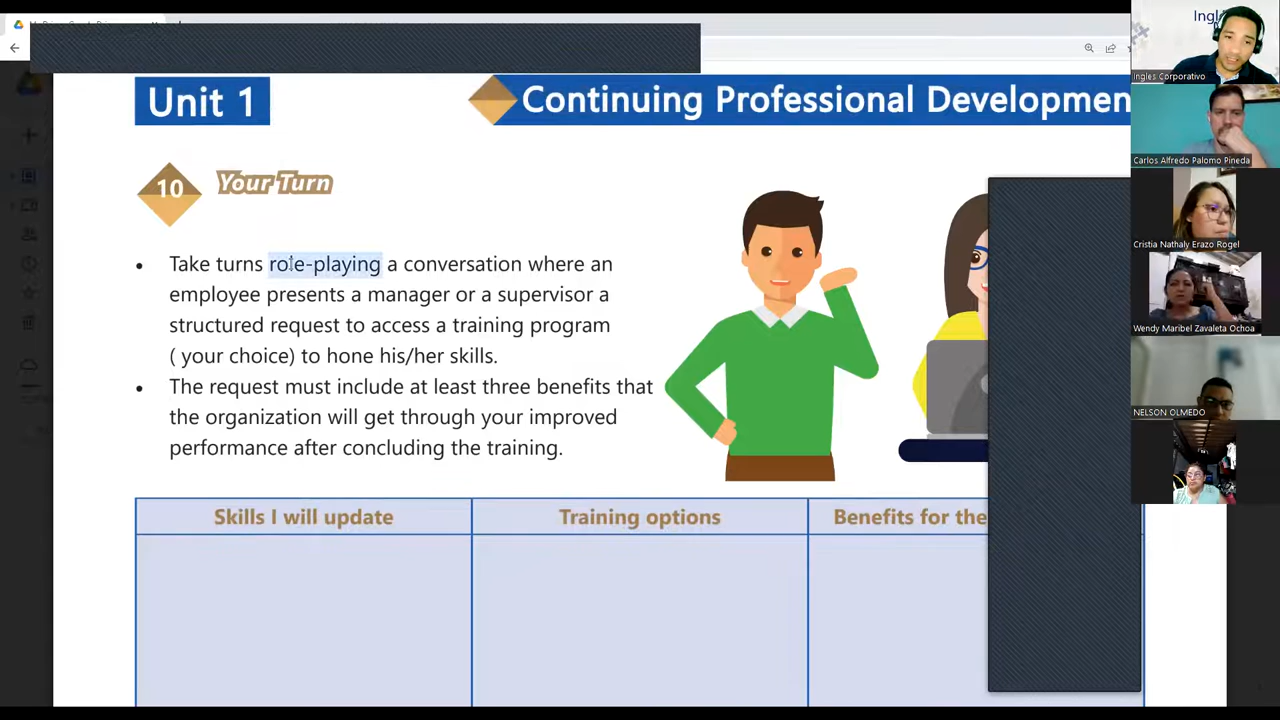 Unit 1
Continuing Professional Developmen
10
Your Turn
• Take turns role-playing a conversation where an
employee presents a manager or a supervisor a
structured request to access a training program
( your choice) to hone his/her skills.
• The request must include at least three benefits that
the organization will get through your improved
performance after concluding the training.
Skills I will update
Training options
Benefits for the
Ingles Corporativo
Carlos Alfredo Palomo Pineda
Cristia Nathaly Erazo Rogel
Wendy Maribel Zavaleta Ochoa
NELSON OLMEDO